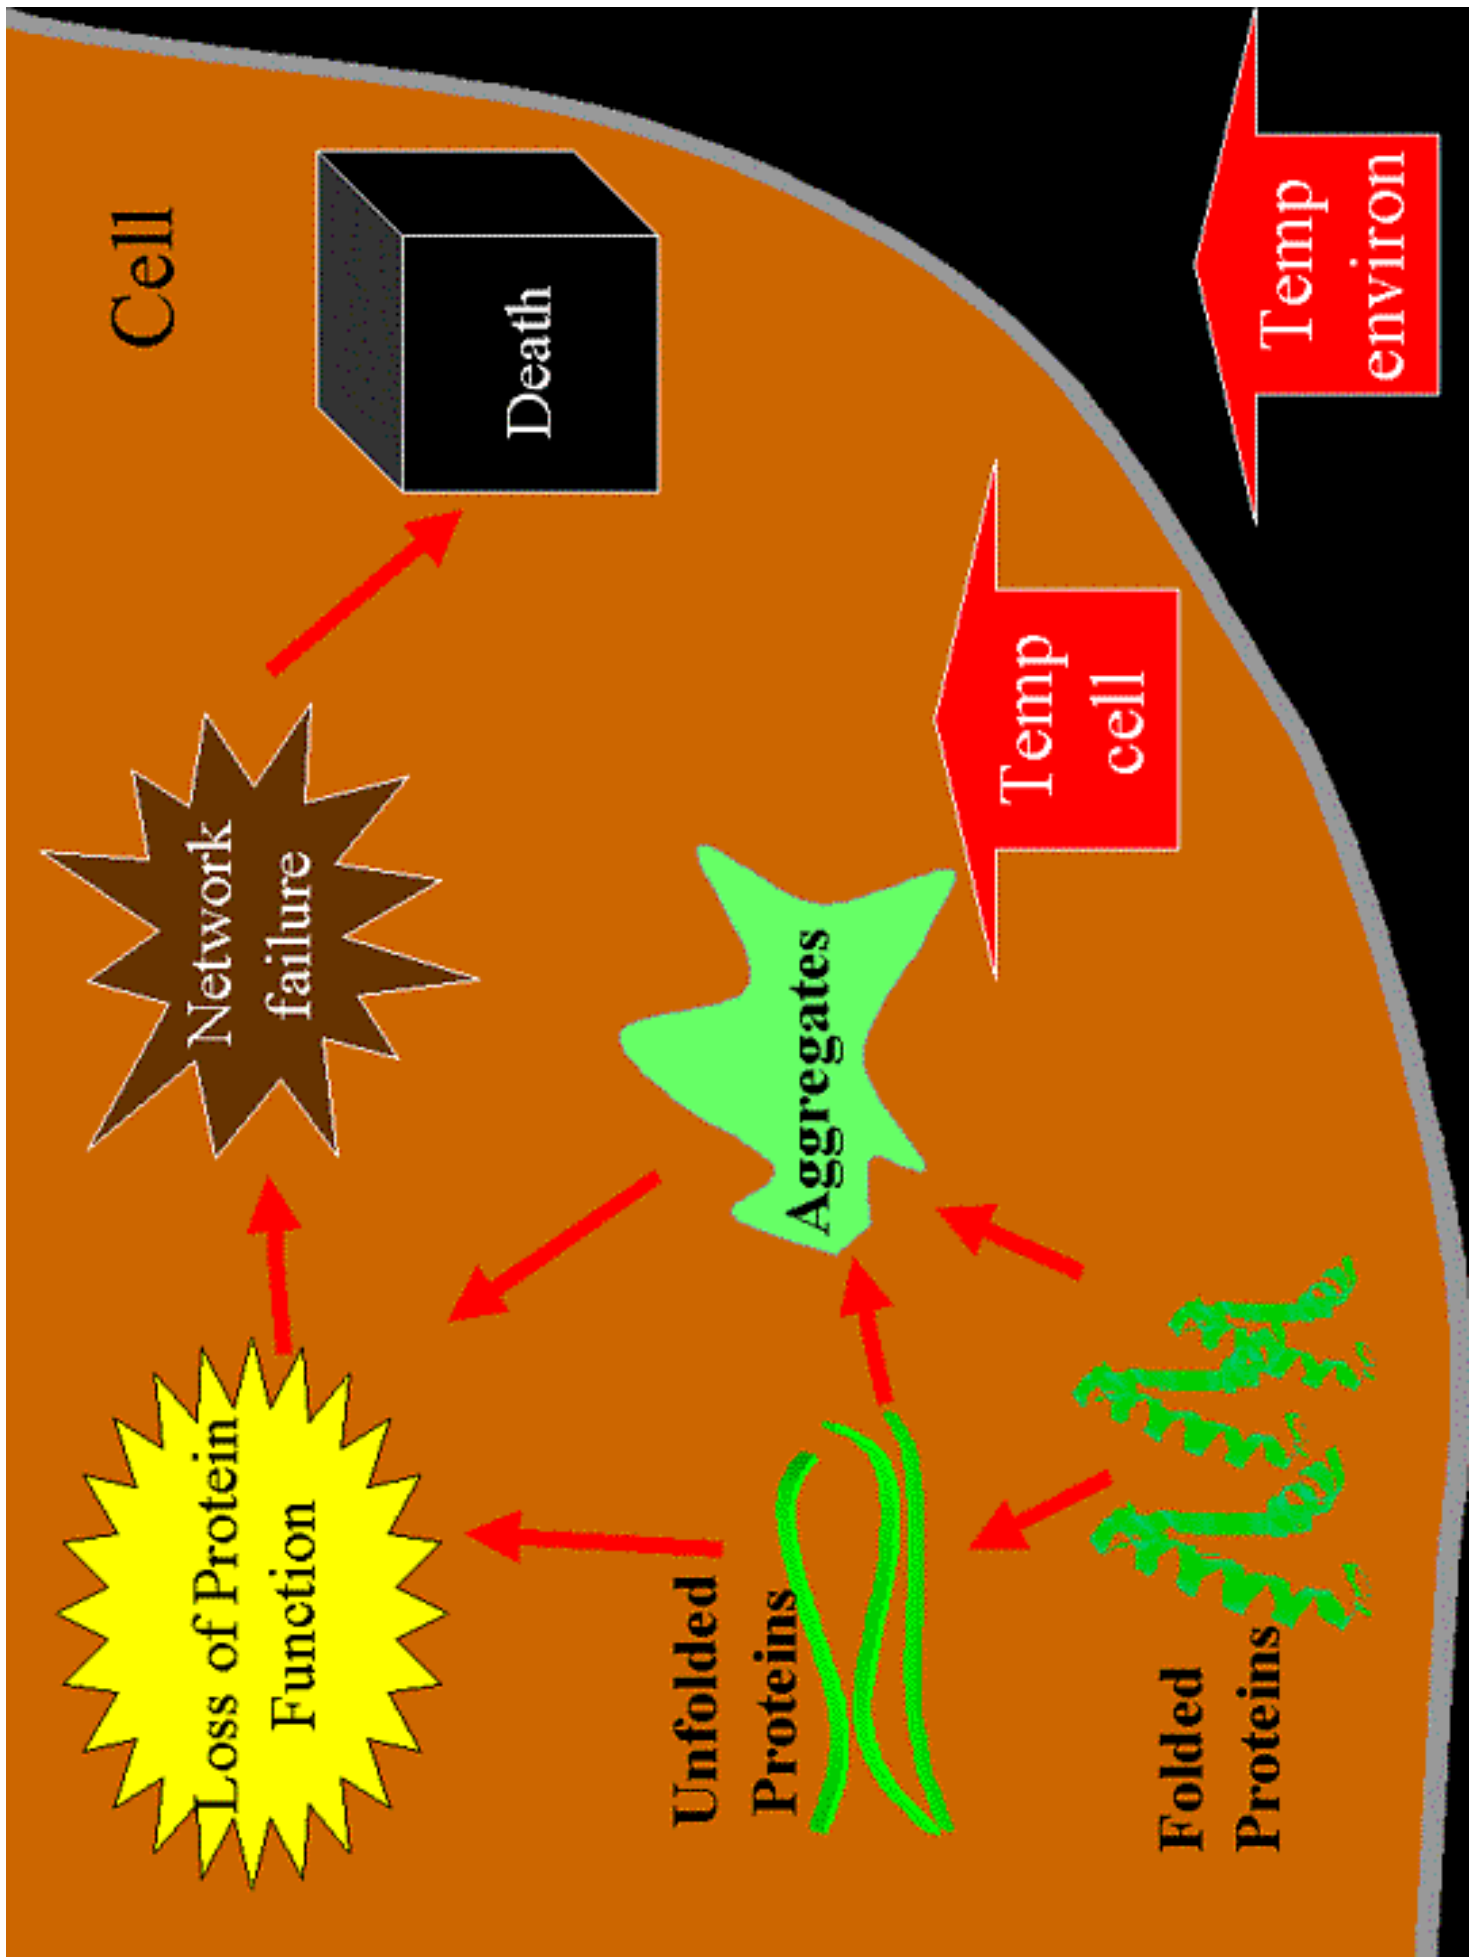 Cell
Death
Network
failure
Loss of Protein
Function
Aggregates
Unfolded
Proteins
Folded
Proteins
Temp
cell
Temp
environ